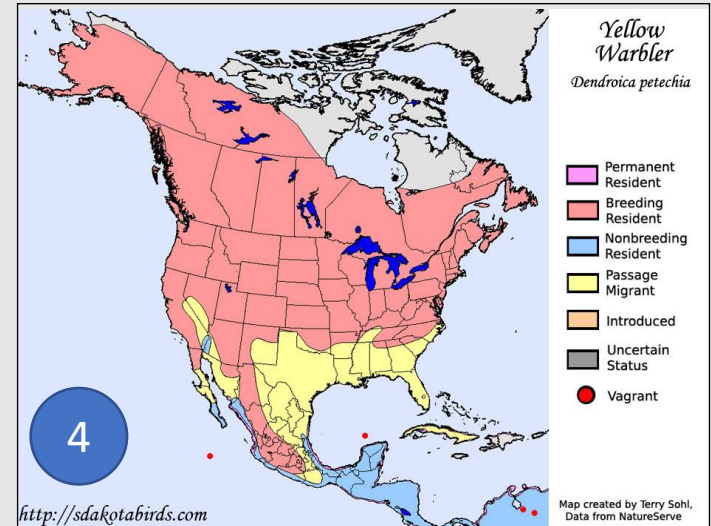 Yellow
Warbler
Dendroica petechia
Permanent
Resident
Breeding
Resident
Nonbreeding
Resident
Passage
Migrant
Introduced
Uncertain
Status
Vagrant
4
http://sdakotabirds.com
Map created by Terry Sohl,
Data from NatureServe